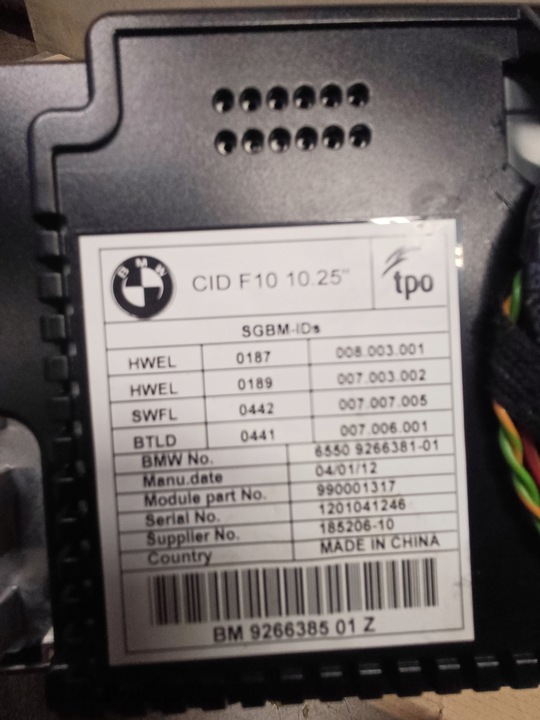 BMW
CID F10 10.25"
tpo
SGBM-IDs
HWEL 0187 008.003.001
HWEL 0189 007.003.002
SWFL 0442 007.007.005
BTLD 0441 007.006.001
BMW No. 6550 9266381-01
Manu.date 04/01/12
Module part No. 990001317
Serial No. 1201041246
Supplier No. 185206-10
Country MADE IN CHINA
BM 9266385 01 Z